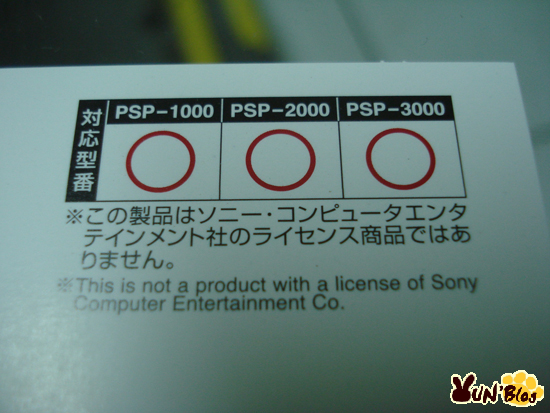 対応型番
PSP-1000 PSP-2000 PSP-3000
※この製品はソニー・コンピュータエンタ
テインメント社のライセンス商品ではあ
りません。
※This is not a product with a license of Sony
Computer Entertainment Co.
YUN'Blog